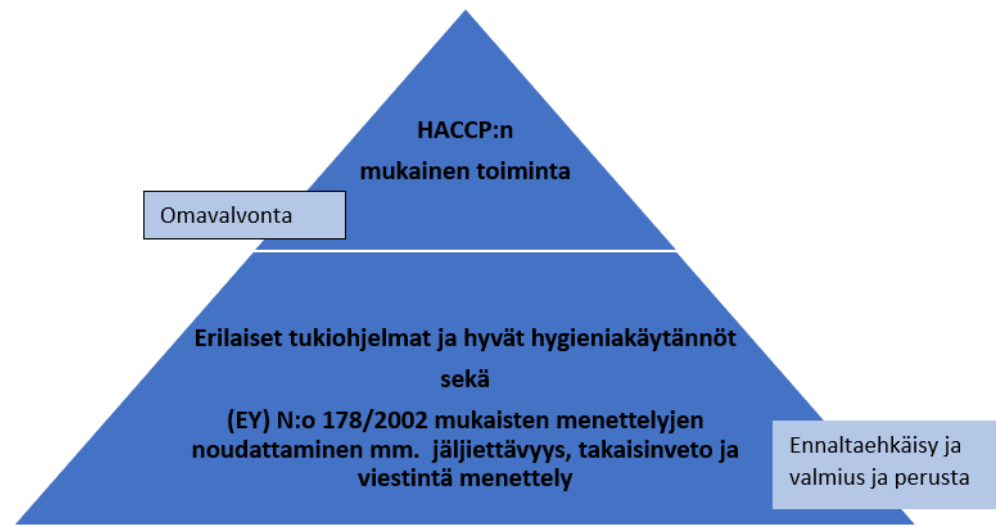 HACCP:n
mukainen toiminta
Omavalvonta
Erilaiset tukiohjelmat ja hyvät hygieniakäytännöt
sekä
(EY) N:o 178/2002 mukaisten menettelyjen
noudattaminen mm. jäljiettävyys, takaisinveto ja
viestintä menettely
Ennaltaehkäisy ja
valmius ja perusta